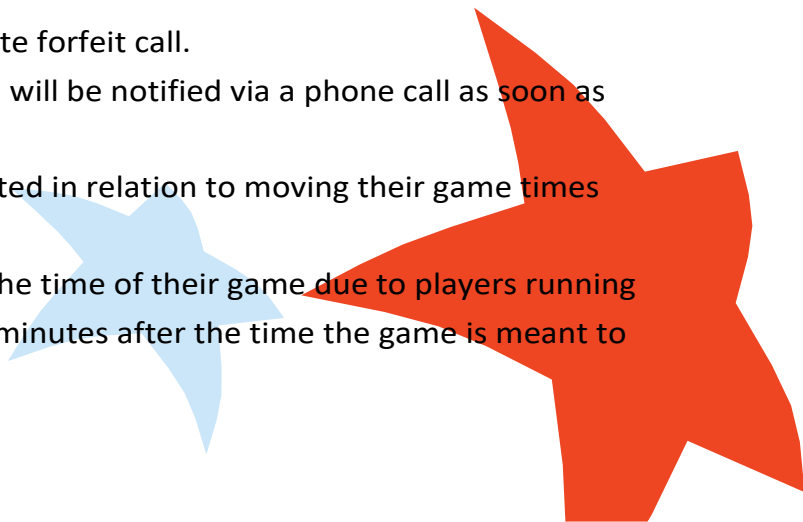 te forfeit call.
will be notified via a phone call as soon as
ted in relation to moving their game times
he time of their game due to players running
minutes after the time the game is meant to